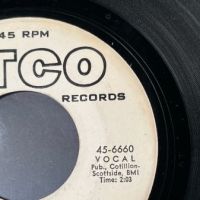 45 RPM
TCO
RECORDS
45-6660
VOCAL
Pub., Cotillion-
Scottside, BMI
Time: 2:03